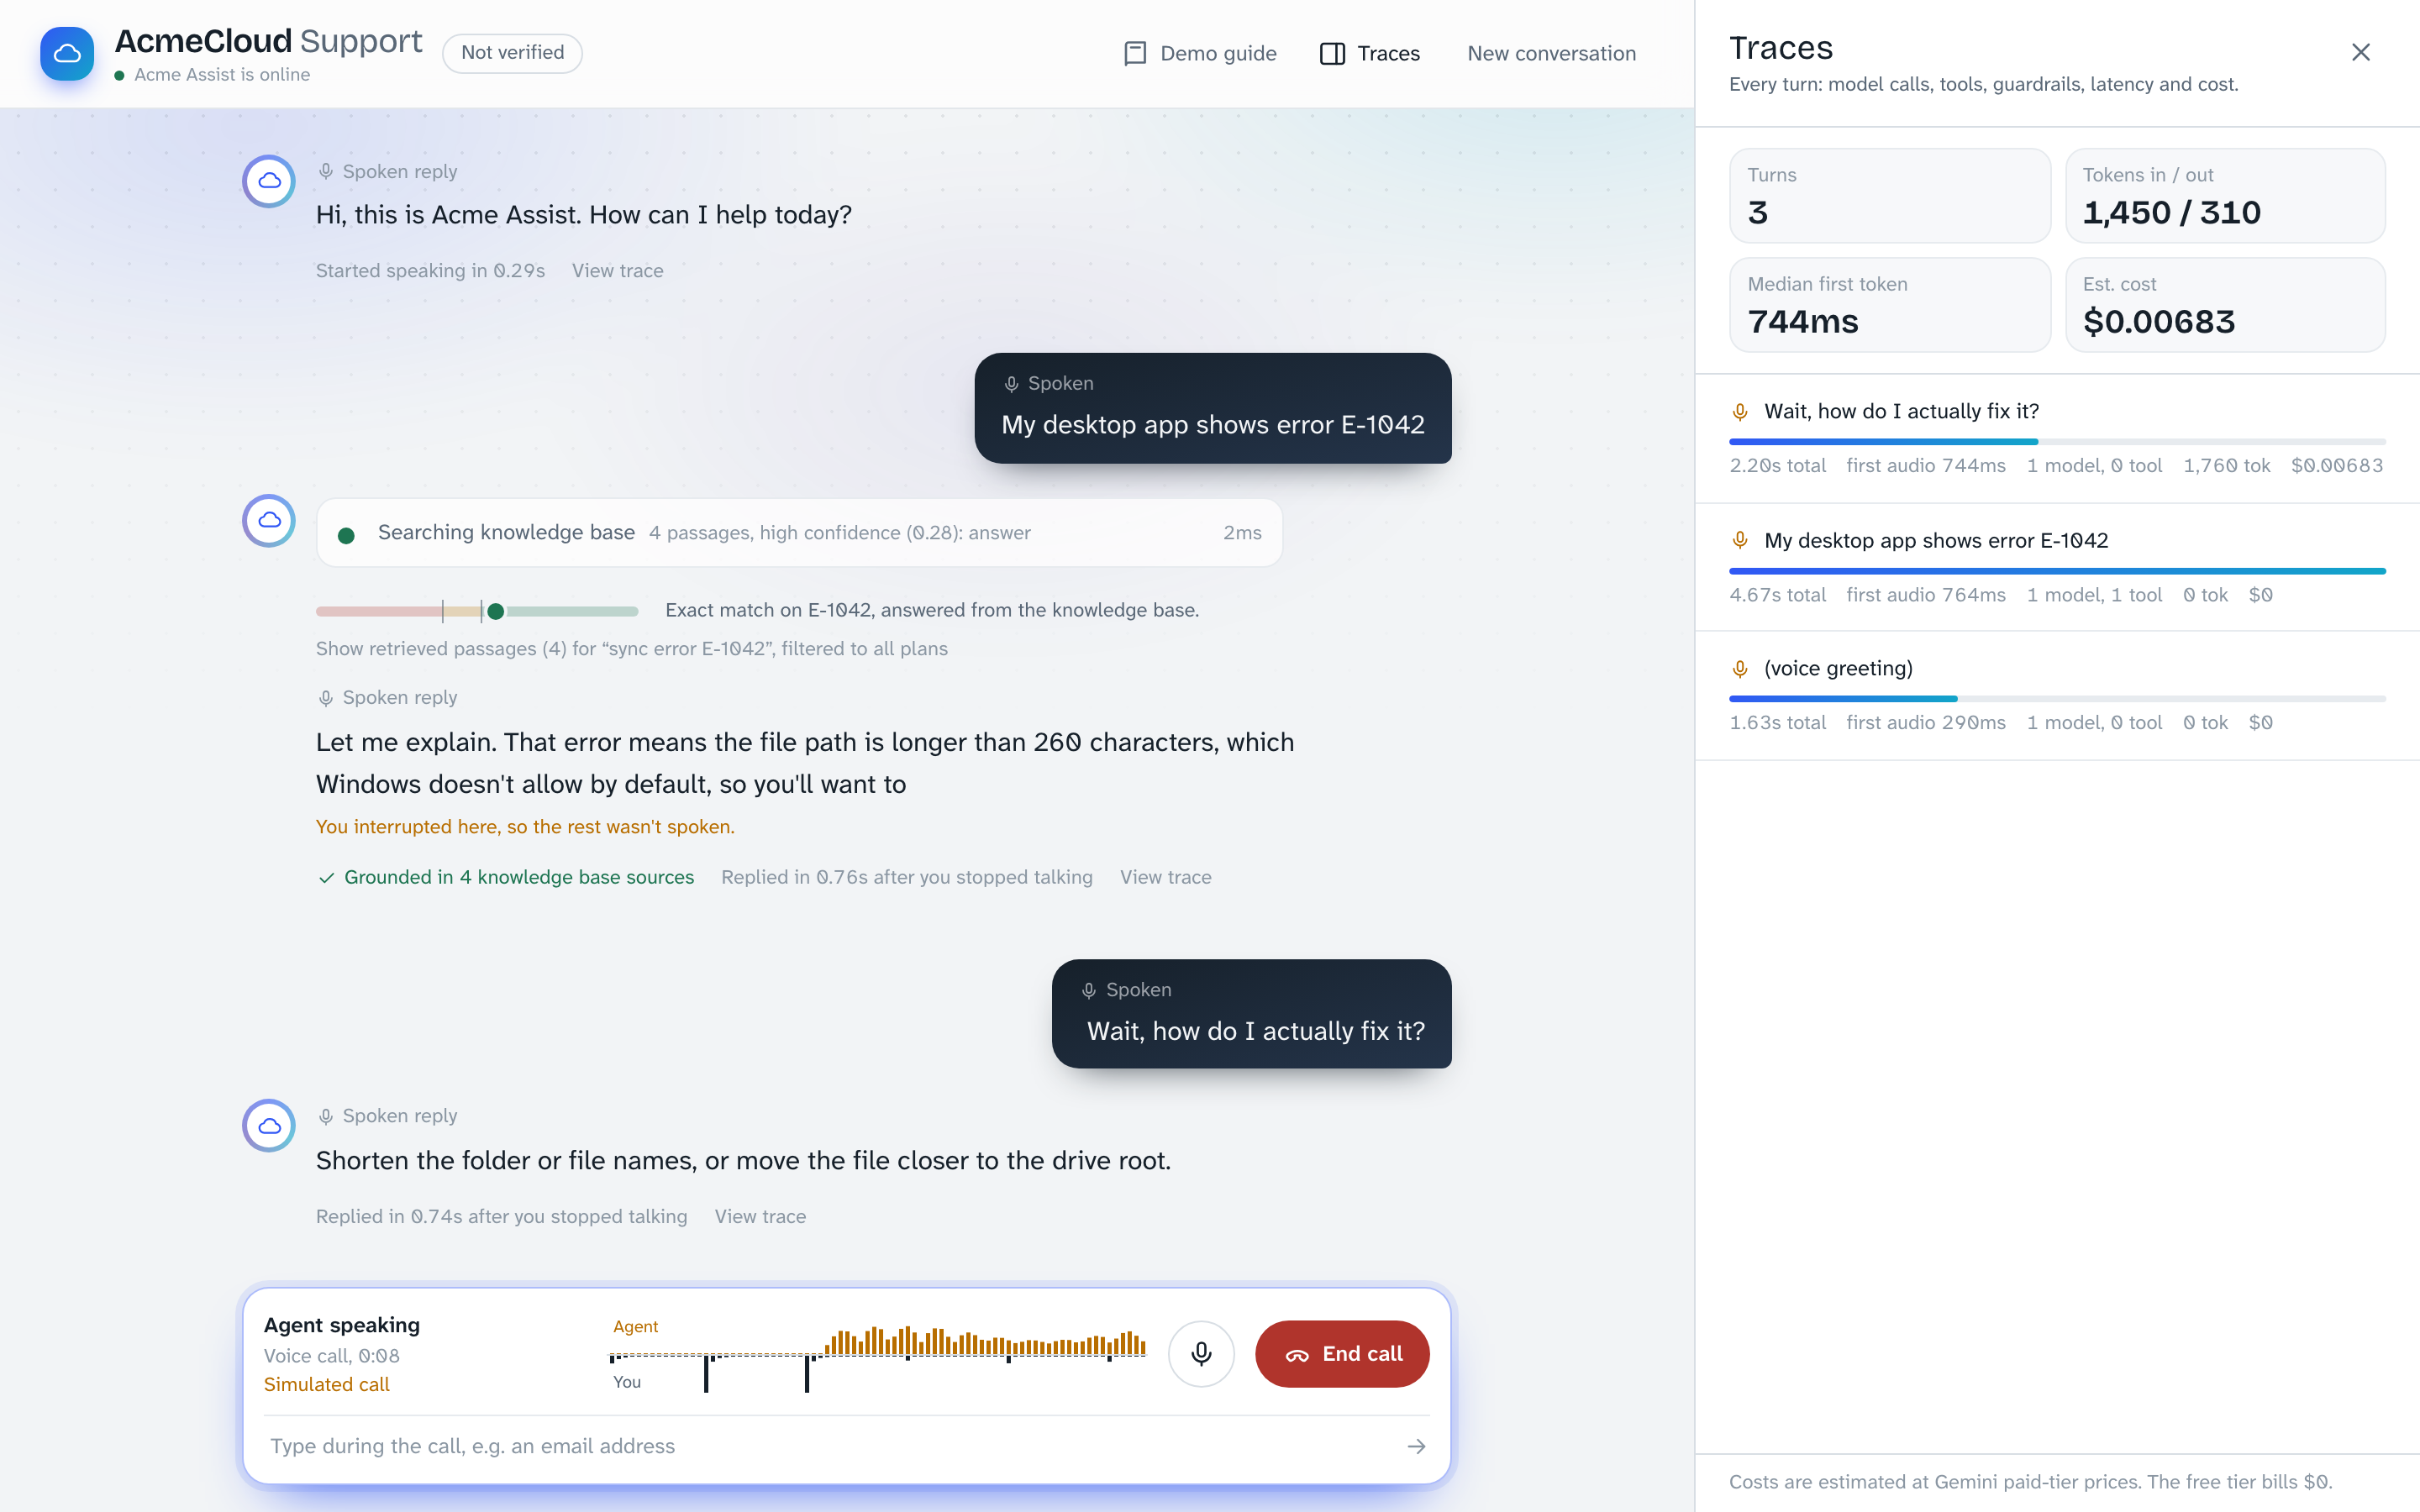 AcmeCloud Support
Not verified
Acme Assist is online
Demo guide
Traces
New conversation
Spoken reply
Hi, this is Acme Assist. How can I help today?
Started speaking in 0.29s View trace
Spoken
My desktop app shows error E-1042
Searching knowledge base 4 passages, high confidence (0.28): answer 2ms
Exact match on E-1042, answered from the knowledge base.
Show retrieved passages (4) for “sync error E-1042”, filtered to all plans
Spoken reply
Let me explain. That error means the file path is longer than 260 characters, which
Windows doesn't allow by default, so you'll want to
You interrupted here, so the rest wasn't spoken.
Grounded in 4 knowledge base sources Replied in 0.76s after you stopped talking View trace
Spoken
Wait, how do I actually fix it?
Spoken reply
Shorten the folder or file names, or move the file closer to the drive root.
Replied in 0.74s after you stopped talking View trace
Agent speaking
Voice call, 0:08
Simulated call
Agent
You
End call
Type during the call, e.g. an email address
Traces
Every turn: model calls, tools, guardrails, latency and cost.
Turns
3
Tokens in / out
1,450 / 310
Median first token
744ms
Est. cost
$0.00683
Wait, how do I actually fix it?
2.20s total first audio 744ms 1 model, 0 tool 1,760 tok $0.00683
My desktop app shows error E-1042
4.67s total first audio 764ms 1 model, 1 tool 0 tok $0
(voice greeting)
1.63s total first audio 290ms 1 model, 0 tool 0 tok $0
Costs are estimated at Gemini paid-tier prices. The free tier bills $0.